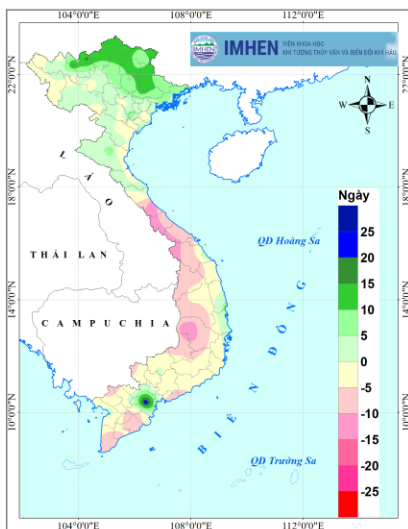 104°0'0"E
108°0'0"E
112°0'0"E
IMHEN
VIỆN KHOA HỌC
KHÍ TƯỢNG THỦY VĂN VÀ BIẾN ĐỔI KHÍ HẬU
22°0'0"N
N
W
E
S
LÀO
18°0'0"N
Ngày
QĐ Hoàng Sa
THÁI LAN
25
20
15
10
5
0
-5
-10
-15
-20
-25
14°0'0"N
CAMPUCHIA
BIỂN ĐÔNG
10°0'0"N
QĐ Trường Sa
104°0'0"E
108°0'0"E
112°0'0"E